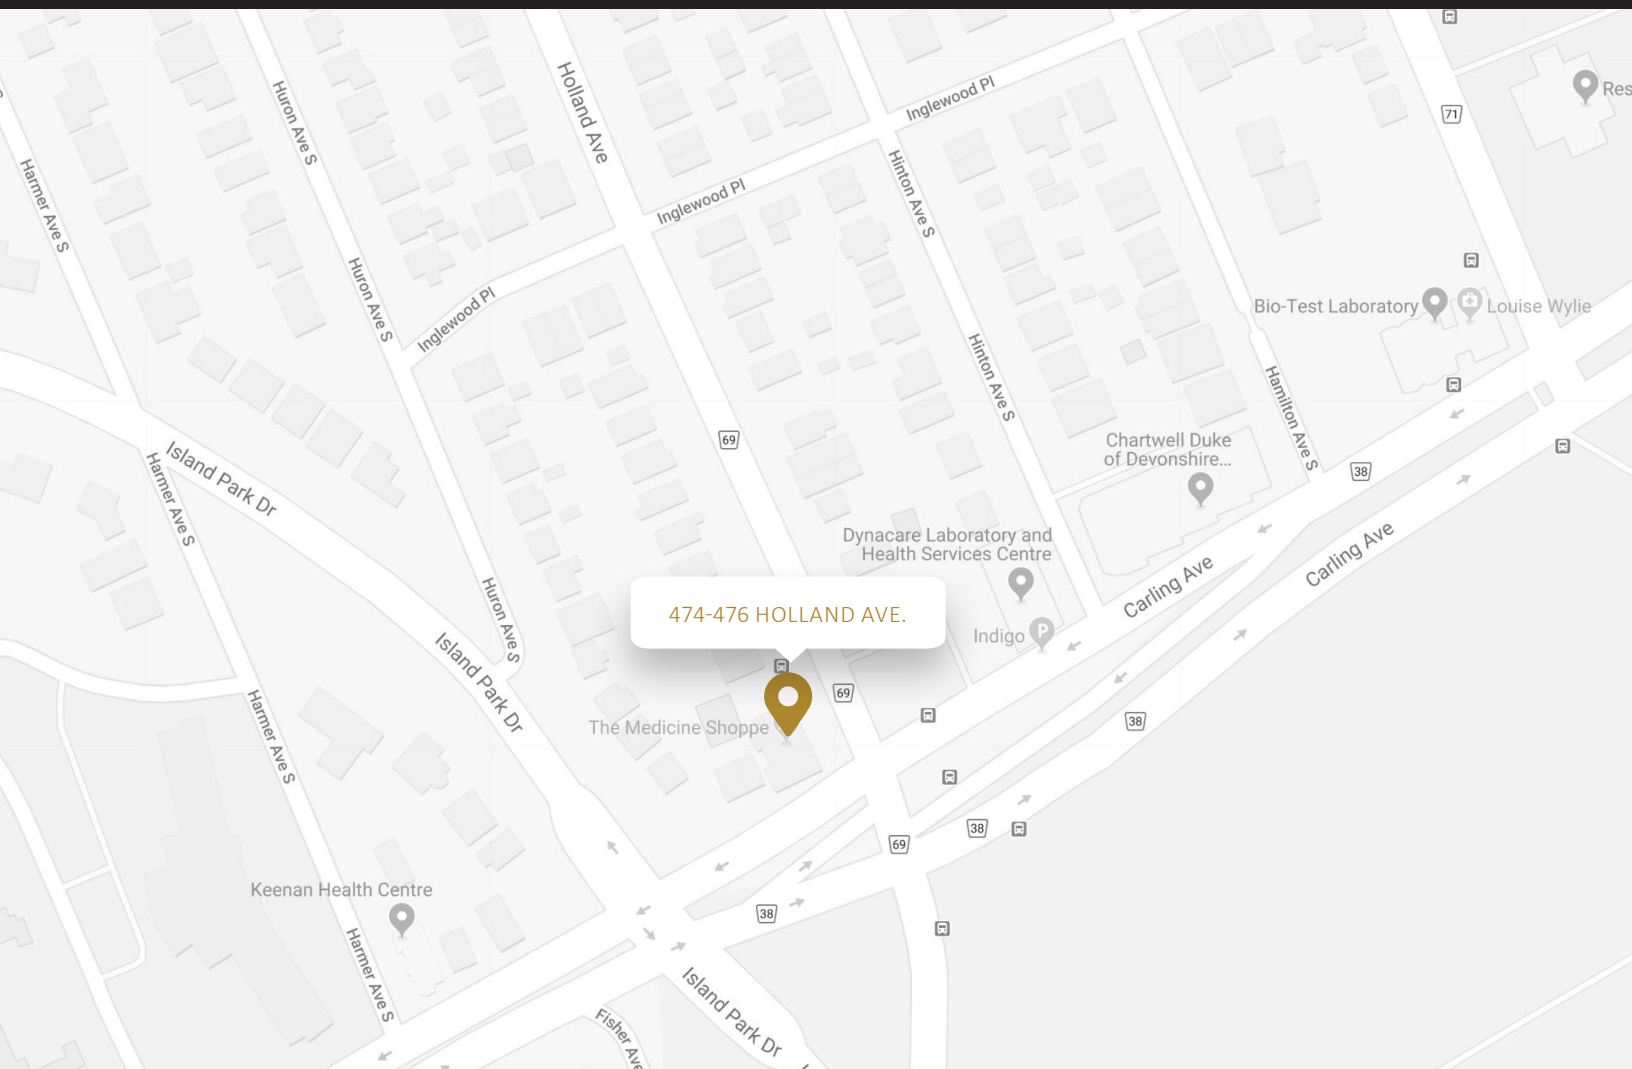 Holland Ave
Huron Ave S
Harmer Ave S
Inglewood Pl
Inglewood Pl
Hinton Ave S
71
Res
Huron Ave S
Inglewood Pl
Bio-Test Laboratory
Louise Wylie
Hinton Ave S
Hamilton Ave S
69
Chartwell Duke
of Devonshire...
38
Island Park Dr
Harmer Ave S
Dynacare Laboratory and
Health Services Centre
Carling Ave
Carling Ave
474-476 HOLLAND AVE.
Huron Ave S
Indigo
P
Island Park Dr
69
38
The Medicine Shoppe
Harmer Ave S
38
69
Keenan Health Centre
38
Harmer Ave S
Island Park Dr
Fisher Ave